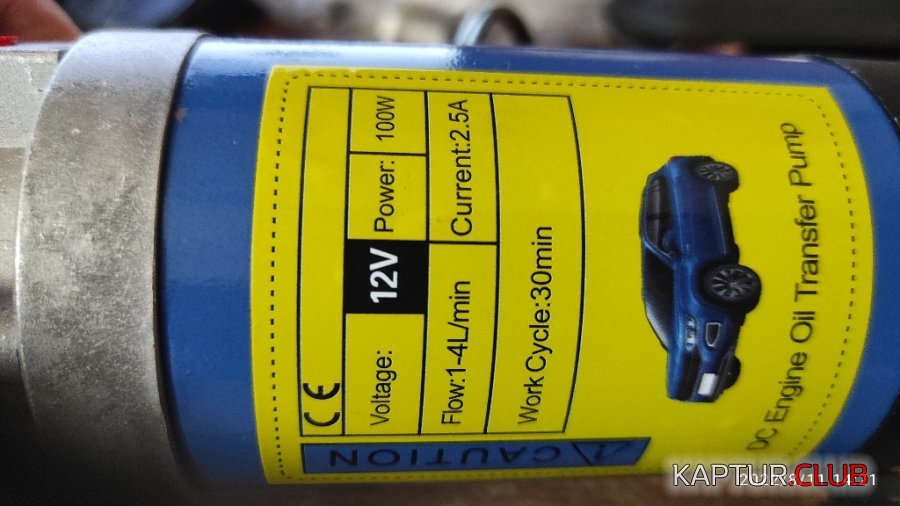 DC Engine Oil Transfer Pump
CE
Voltage: 12V Power: 100W
Flow:1-4L/min Current:2.5A
Work Cycle:30min
CAUTION
KAPTUR.CLUB